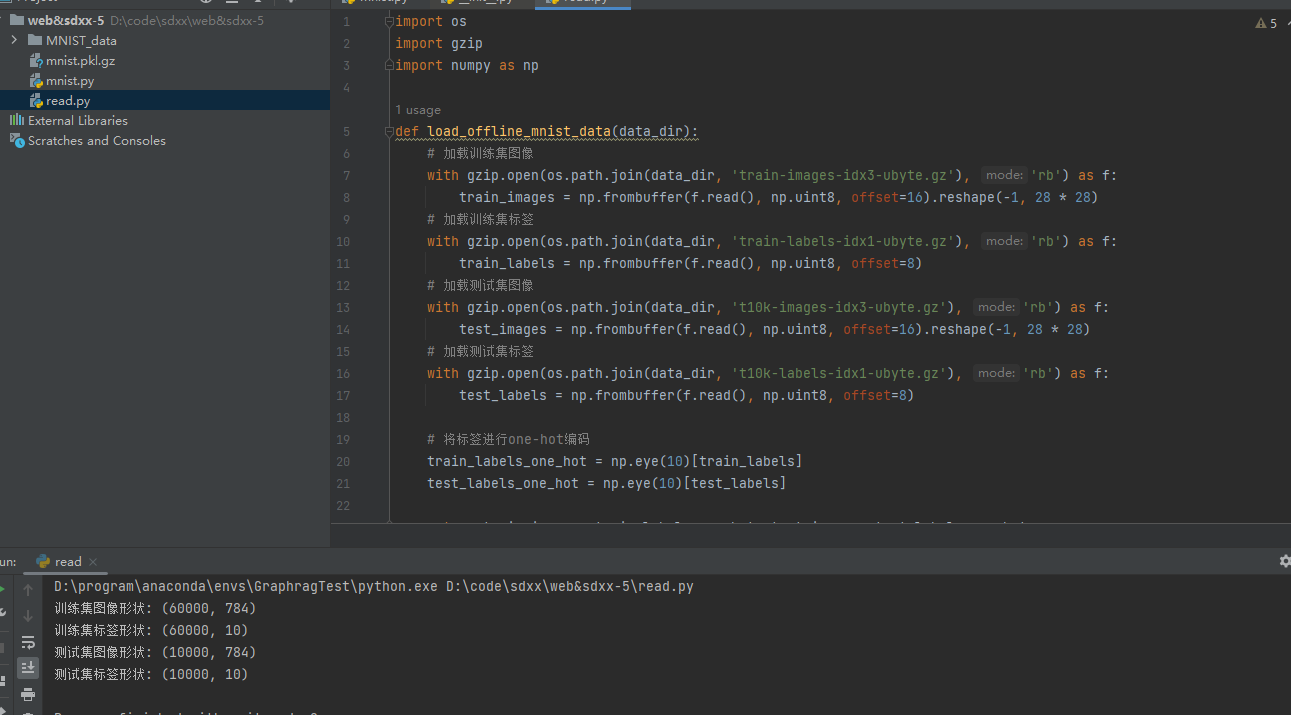 web&sdxx-5 D:\code\sdxx\web&sdxx-5
MNIST_data
mnist.pkl.gz
mnist.py
read.py
External Libraries
Scratches and Consoles
5
1 import os
2 import gzip
3 import numpy as np
4
1 usage
5 def load_offline_mnist_data(data_dir):
6 # 加载训练集图像
7 with gzip.open(os.path.join(data_dir, 'train-images-idx3-ubyte.gz'), mode: 'rb') as f:
8 train_images = np.frombuffer(f.read(), np.uint8, offset=16).reshape(-1, 28 * 28)
9 # 加载训练集标签
10 with gzip.open(os.path.join(data_dir, 'train-labels-idx1-ubyte.gz'), mode: 'rb') as f:
11 train_labels = np.frombuffer(f.read(), np.uint8, offset=8)
12 # 加载测试集图像
13 with gzip.open(os.path.join(data_dir, 't10k-images-idx3-ubyte.gz'), mode: 'rb') as f:
14 test_images = np.frombuffer(f.read(), np.uint8, offset=16).reshape(-1, 28 * 28)
15 # 加载测试集标签
16 with gzip.open(os.path.join(data_dir, 't10k-labels-idx1-ubyte.gz'), mode: 'rb') as f:
17 test_labels = np.frombuffer(f.read(), np.uint8, offset=8)
18
19 # 将标签进行one-hot编码
20 train_labels_one_hot = np.eye(10)[train_labels]
21 test_labels_one_hot = np.eye(10)[test_labels]
22
un: read
D:\program\anaconda\envs\GraphragTest\python.exe D:\code\sdxx\web&sdxx-5\read.py
训练集图像形状: (60000, 784)
训练集标签形状: (60000, 10)
测试集图像形状: (10000, 784)
测试集标签形状: (10000, 10)